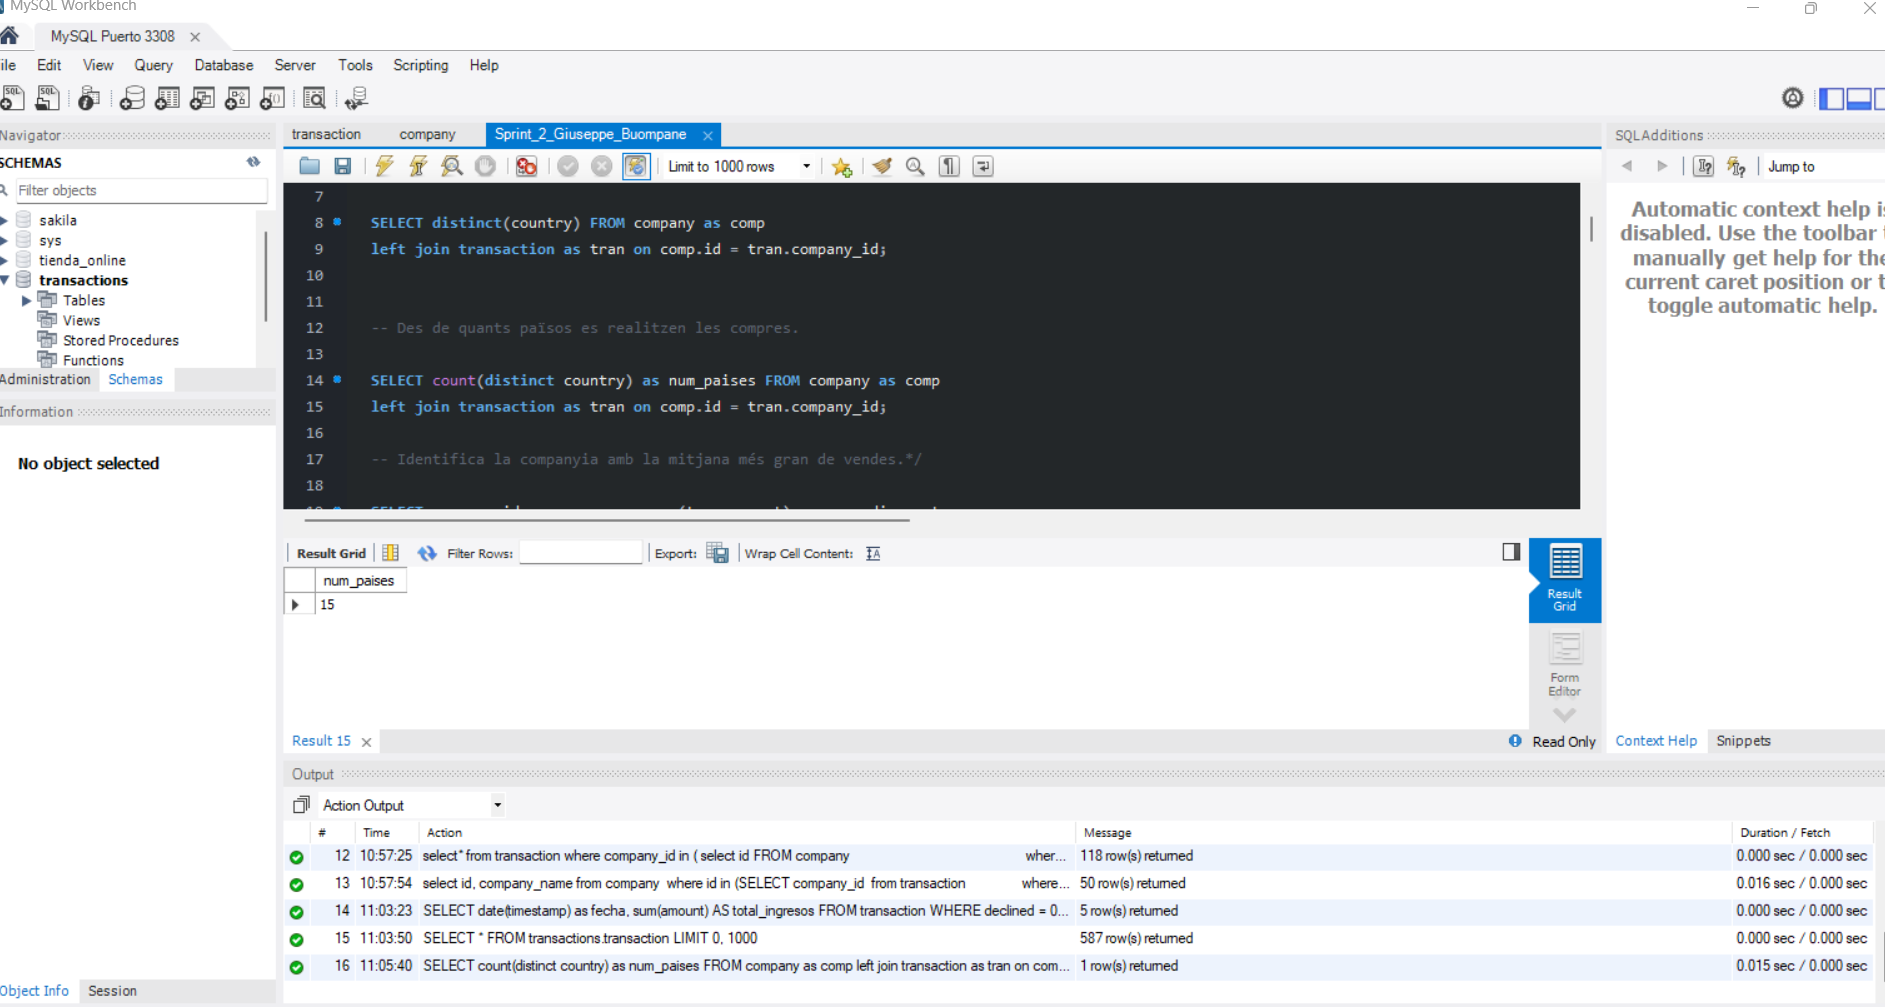 MySQL Workbench
MySQL Puerto 3308
ile Edit View Query Database Server Tools Scripting Help
Navigator
SCHEMAS
Filter objects
sakila
sys
tienda_online
transactions
Tables
Views
Stored Procedures
Functions
Administration Schemas
Information
No object selected
Object Info Session
transaction company Sprint_2_Giuseppe_Buompane
Limit to 1000 rows
7
8 SELECT distinct(country) FROM company as comp
9 left join transaction as tran on comp.id = tran.company_id;
10
11
12 -- Des de quants països es realitzen les compres.
13
14 SELECT count(distinct country) as num_paises FROM company as comp
15 left join transaction as tran on comp.id = tran.company_id;
16
17 -- Identifica la companyia amb la mitjana més gran de vendes.*/
18
Result Grid Filter Rows: Export: Wrap Cell Content:
num_paises
15
Result Grid
Form Editor
Result 15
Read Only
SQLAdditions
Jump to
Automatic context help is
disabled. Use the toolbar t
manually get help for the
current caret position or t
toggle automatic help.
Context Help Snippets
Output
Action Output
# Time Action Message Duration / Fetch
12 10:57:25 select* from transaction where company_id in ( select id FROM company wher... 118 row(s) returned 0.000 sec / 0.000 sec
13 10:57:54 select id, company_name from company where id in (SELECT company_id from transaction where... 50 row(s) returned 0.016 sec / 0.000 sec
14 11:03:23 SELECT date(timestamp) as fecha, sum(amount) AS total_ingresos FROM transaction WHERE declined = 0... 5 row(s) returned 0.000 sec / 0.000 sec
15 11:03:50 SELECT * FROM transactions.transaction LIMIT 0, 1000 587 row(s) returned 0.000 sec / 0.000 sec
16 11:05:40 SELECT count(distinct country) as num_paises FROM company as comp left join transaction as tran on com... 1 row(s) returned 0.015 sec / 0.000 sec